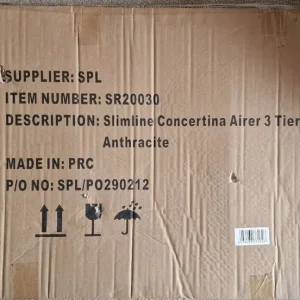 SUPPLIER: SPL
ITEM NUMBER: SR20030
DESCRIPTION: Slimline Concertina Airer 3 Tier
Anthracite
MADE IN: PRC
P/O NO: SPL/PO290212